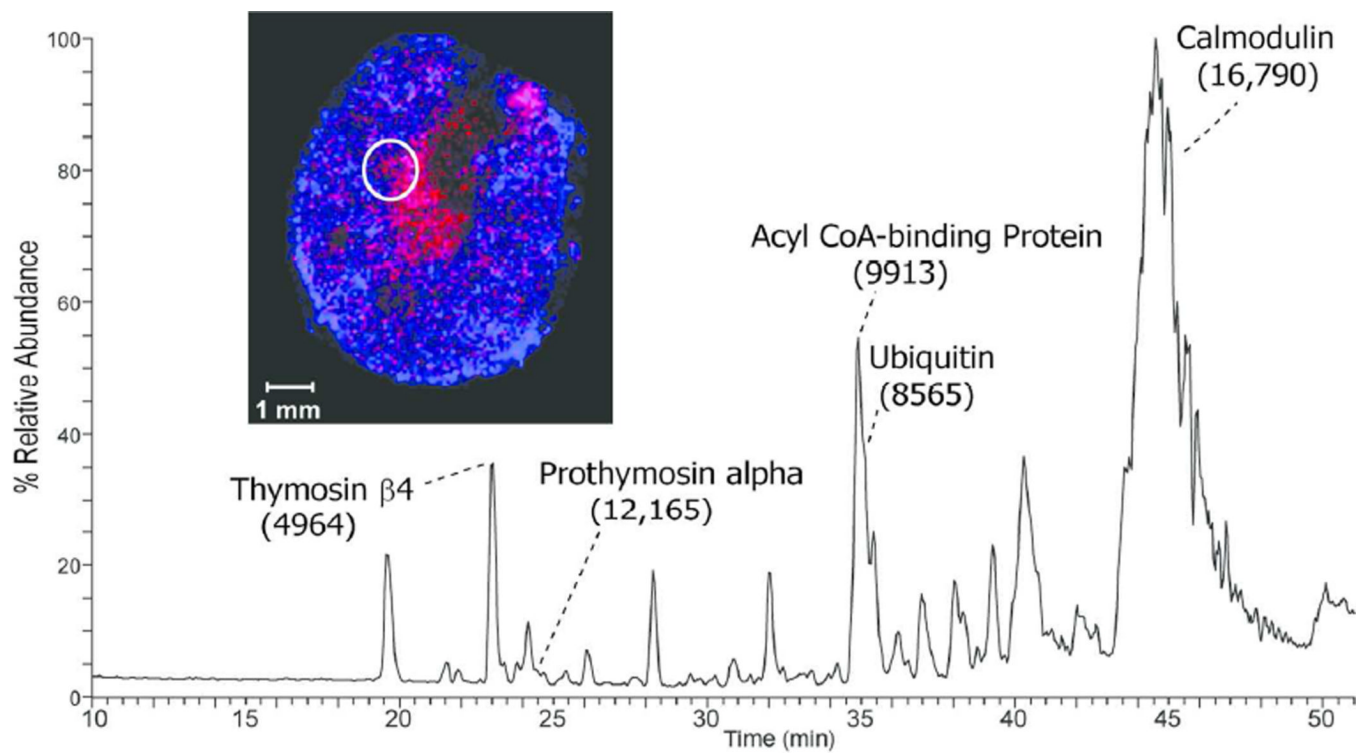 1 mm
Calmodulin
(16,790)
Acyl CoA-binding Protein
(9913)
Ubiquitin
(8565)
Thymosin β4
(4964)
Prothymosin alpha
(12,165)
% Relative Abundance
100
80
60
40
20
0
10 15 20 25 30 35 40 45 50
Time (min)